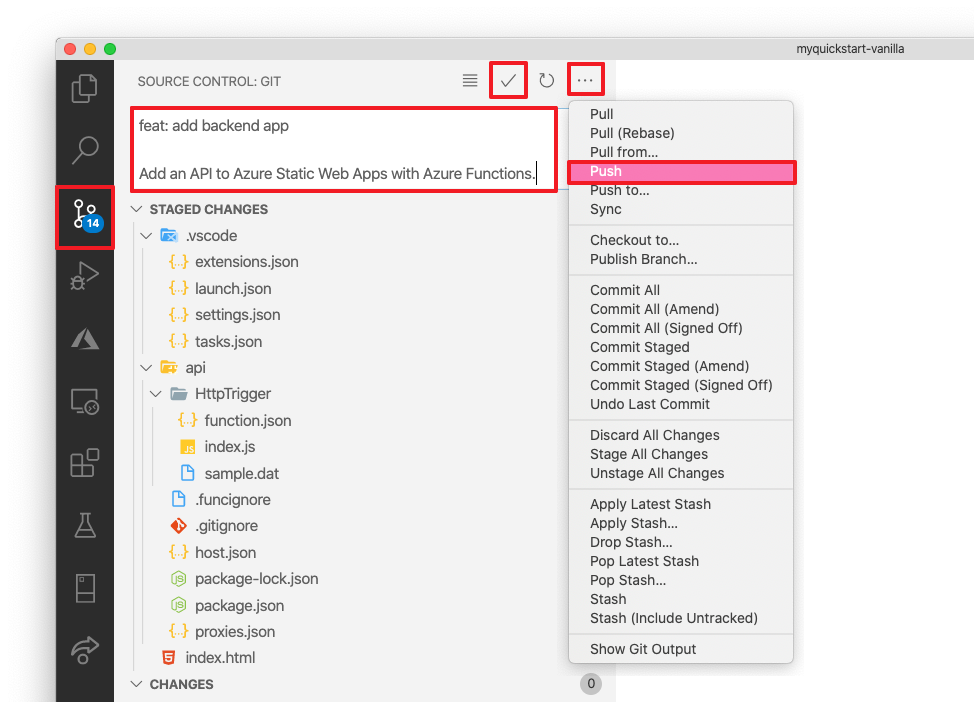 myquickstart-vanilla
SOURCE CONTROL: GIT
feat: add backend app
Add an API to Azure Static Web Apps with Azure Functions.
14
STAGED CHANGES
.vscode
{..} extensions.json
{..} launch.json
{..} settings.json
{..} tasks.json
api
HttpTrigger
{..} function.json
JS index.js
sample.dat
.funcignore
.gitignore
{..} host.json
JS package-lock.json
JS package.json
{..} proxies.json
5 index.html
CHANGES
0
...
Pull
Pull (Rebase)
Pull from...
Push
Push to...
Sync
Checkout to...
Publish Branch...
Commit All
Commit All (Amend)
Commit All (Signed Off)
Commit Staged
Commit Staged (Amend)
Commit Staged (Signed Off)
Undo Last Commit
Discard All Changes
Stage All Changes
Unstage All Changes
Apply Latest Stash
Apply Stash...
Drop Stash...
Pop Latest Stash
Pop Stash...
Stash
Stash (Include Untracked)
Show Git Output